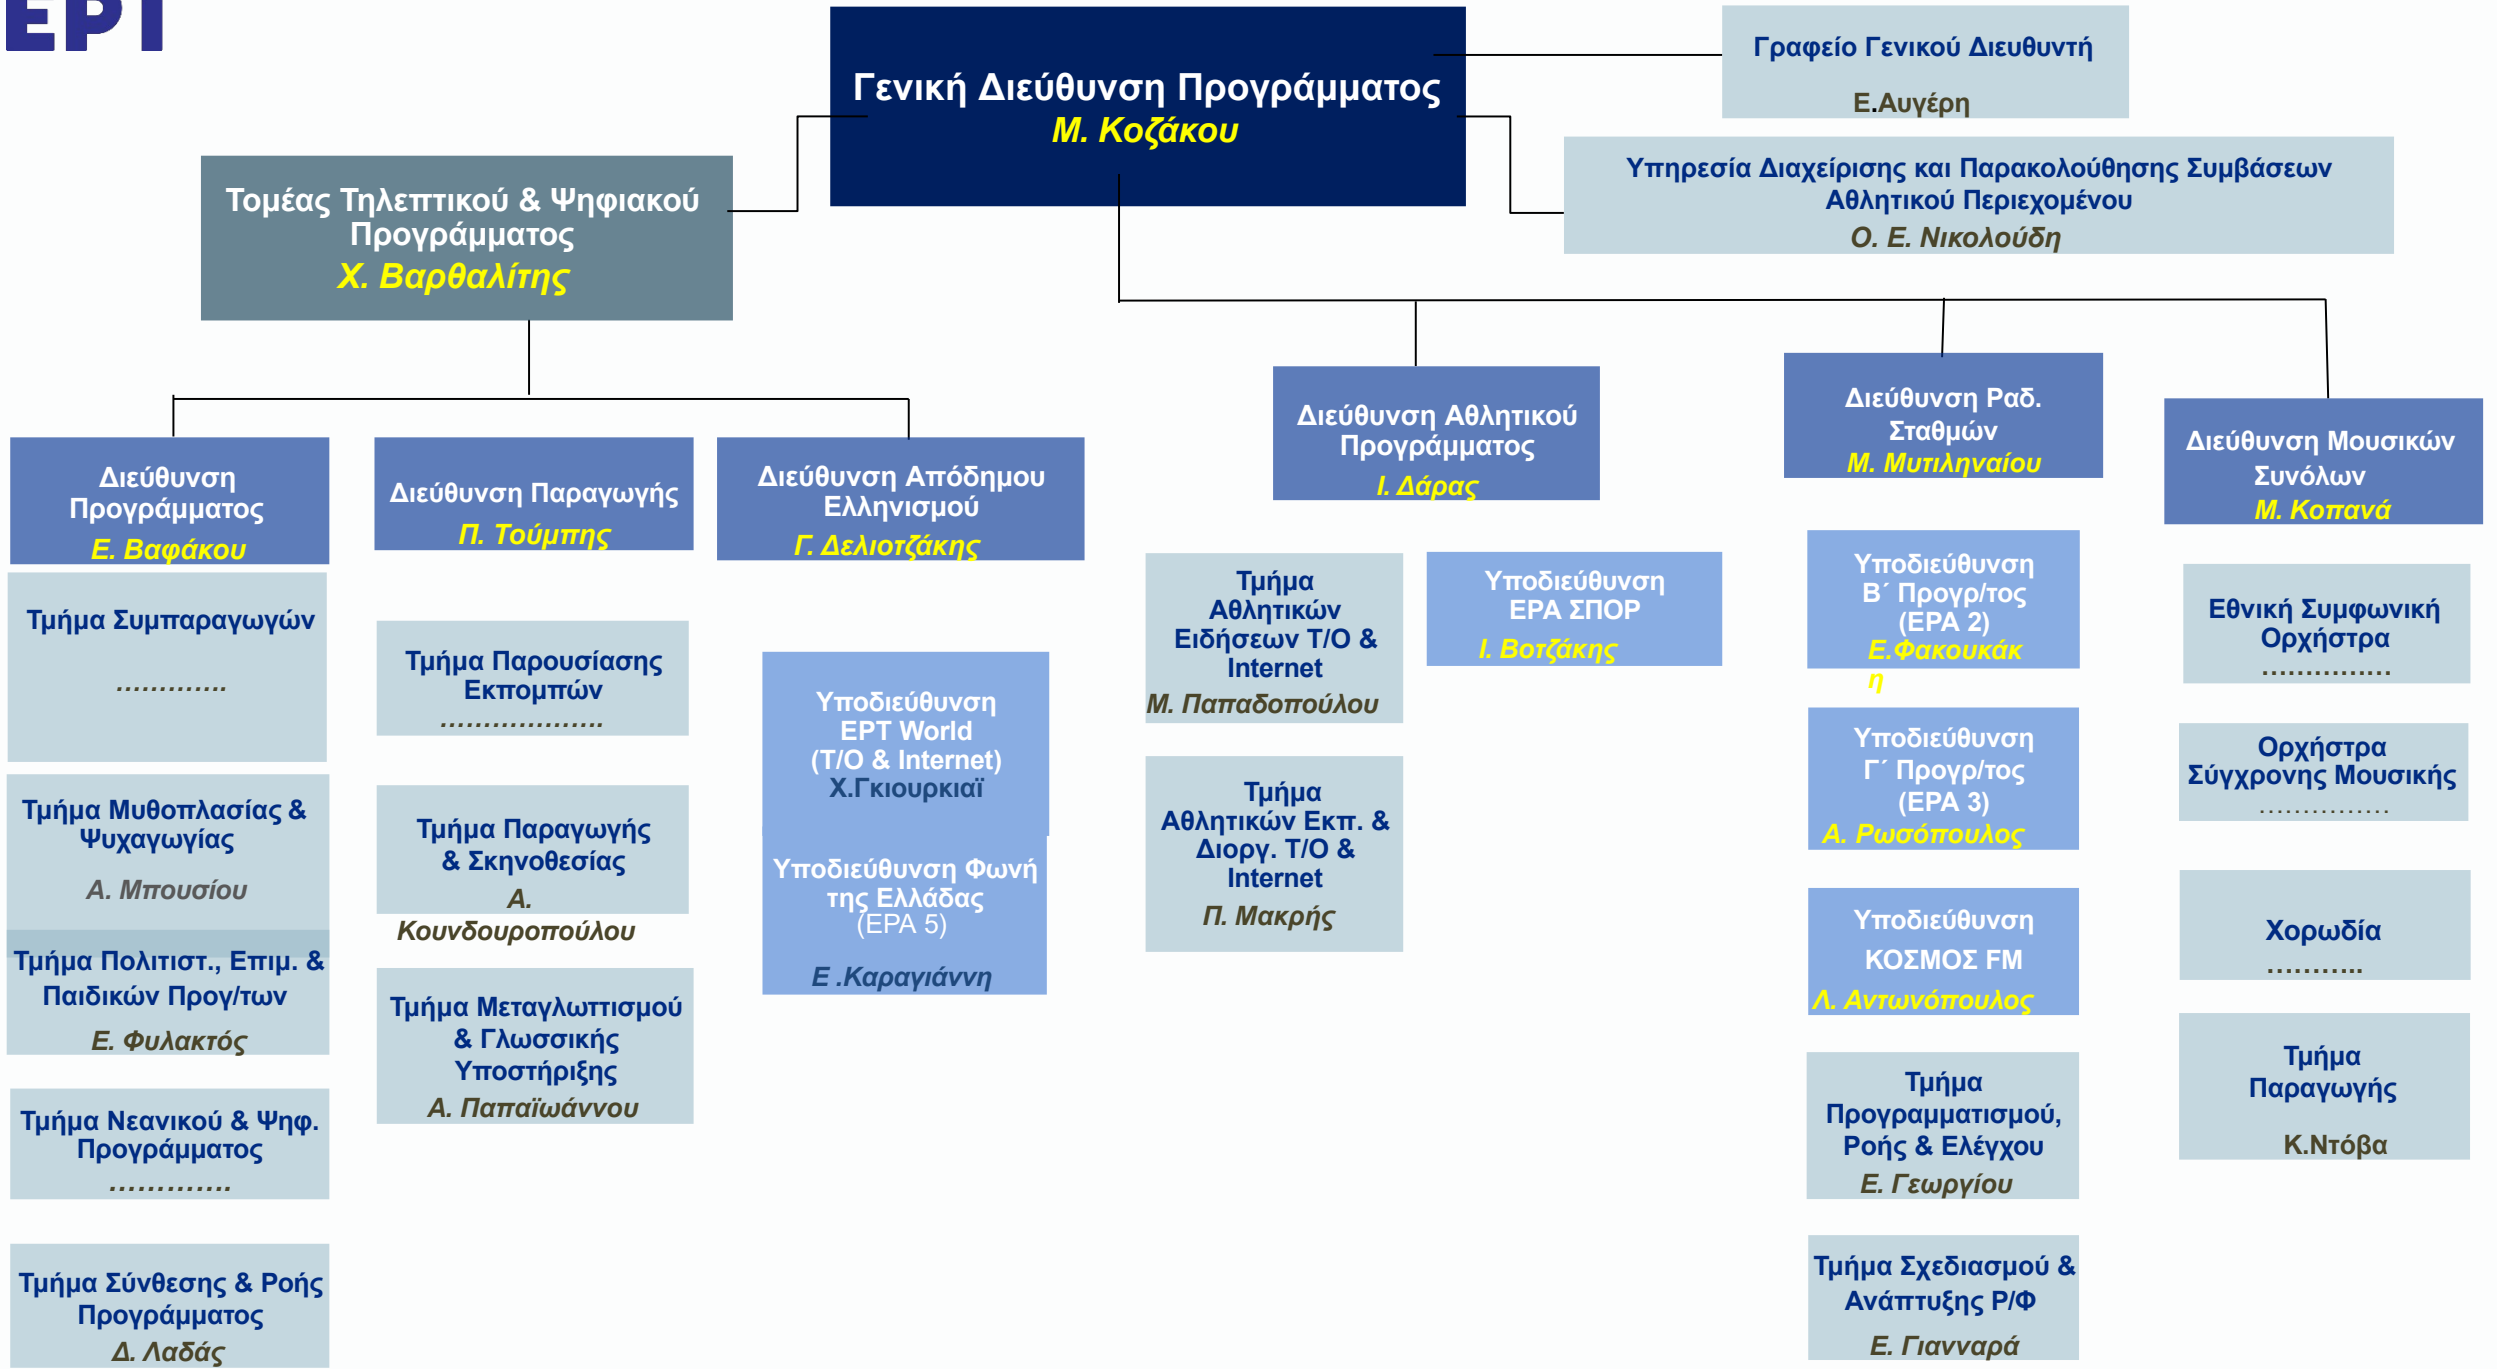 ΕΡΤ
Γενική Διεύθυνση Προγράμματος
Μ. Κοζάκου
Γραφείο Γενικού Διευθυντή
Ε.Αυγέρη
Υπηρεσία Διαχείρισης και Παρακολούθησης Συμβάσεων
Αθλητικού Περιεχομένου
Ο. Ε. Νικολούδη
Τομέας Τηλεπτικού & Ψηφιακού
Προγράμματος
Χ. Βαρθαλίτης
Διεύθυνση
Προγράμματος
Ε. Βαφάκου
Τμήμα Συμπαραγωγών
………….
Τμήμα Μυθοπλασίας &
Ψυχαγωγίας
Α. Μπουσίου
Τμήμα Πολιτιστ., Επιμ. &
Παιδικών Προγ/των
Ε. Φυλακτός
Τμήμα Νεανικού & Ψηφ.
Προγράμματος
………….
Τμήμα Σύνθεσης & Ροής
Προγράμματος
Δ. Λαδάς
Διεύθυνση Παραγωγής
Π. Τούμπης
Τμήμα Παρουσίασης
Εκπομπών
……………….
Τμήμα Παραγωγής
& Σκηνοθεσίας
Α.
Κουνδουροπούλου
Τμήμα Μεταγλωττισμού
& Γλωσσικής
Υποστήριξης
Α. Παπαϊωάννου
Διεύθυνση Απόδημου
Ελληνισμού
Γ. Δελιοτζάκης
Υποδιεύθυνση
ΕΡΤ World
(Τ/Ο & Internet)
Χ.Γκιουρκιαϊ
Υποδιεύθυνση Φωνή
της Ελλάδας
(ΕΡΑ 5)
Ε .Καραγιάννη
Διεύθυνση Αθλητικού
Προγράμματος
Ι. Δάρας
Τμήμα
Αθλητικών
Ειδήσεων Τ/Ο &
Internet
Μ. Παπαδοπούλου
Τμήμα
Αθλητικών Εκπ. &
Διοργ. Τ/Ο &
Internet
Π. Μακρής
Υποδιεύθυνση
ΕΡΑ ΣΠΟΡ
Ι. Βοτζάκης
Διεύθυνση Ραδ.
Σταθμών
Μ. Μυτιληναίου
Υποδιεύθυνση
Β΄ Προγρ/τος
(ΕΡΑ 2)
Ε.Φακουκάκ
η
Υποδιεύθυνση
Γ΄ Προγρ/τος
(ΕΡΑ 3)
Α. Ρωσόπουλος
Υποδιεύθυνση
ΚΟΣΜΟΣ FM
Λ. Αντωνόπουλος
Τμήμα
Προγραμματισμού,
Ροής & Ελέγχου
Ε. Γεωργίου
Τμήμα Σχεδιασμού &
Ανάπτυξης Ρ/Φ
Ε. Γιανναρά
Διεύθυνση Μουσικών
Συνόλων
Μ. Κοπανά
Εθνική Συμφωνική
Ορχήστρα
……………
Ορχήστρα
Σύγχρονης Μουσικής
……………
Χορωδία
………..
Τμήμα
Παραγωγής
Κ.Ντόβα